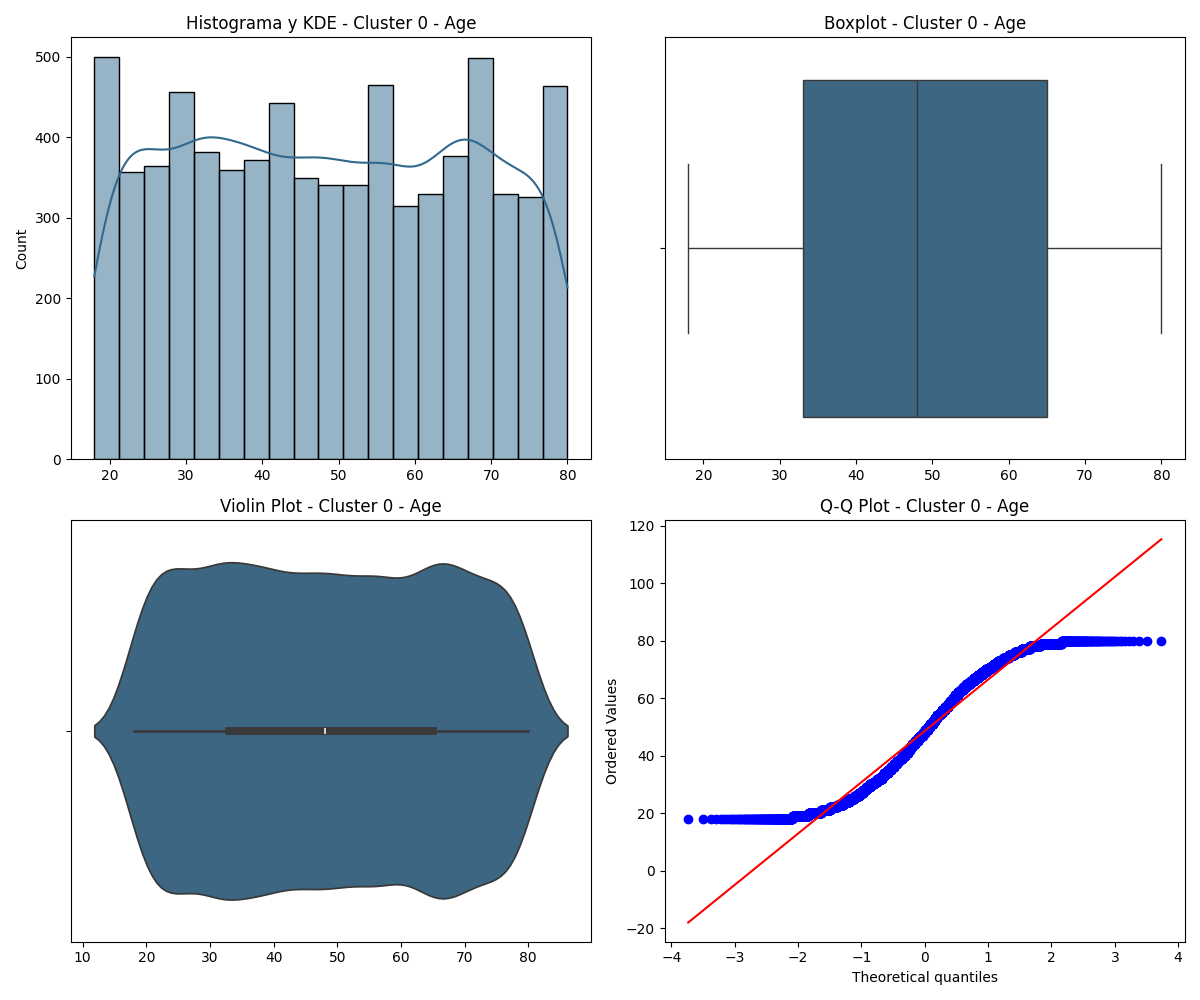 Histograma y KDE - Cluster 0 - Age
500
400
300
200
100
0
Count
20 30 40 50 60 70 80
Boxplot - Cluster 0 - Age
20 30 40 50 60 70 80
Violin Plot - Cluster 0 - Age
10 20 30 40 50 60 70 80
Q-Q Plot - Cluster 0 - Age
120
100
80
60
40
20
0
−20
Ordered Values
−4 −3 −2 −1 0 1 2 3 4
Theoretical quantiles